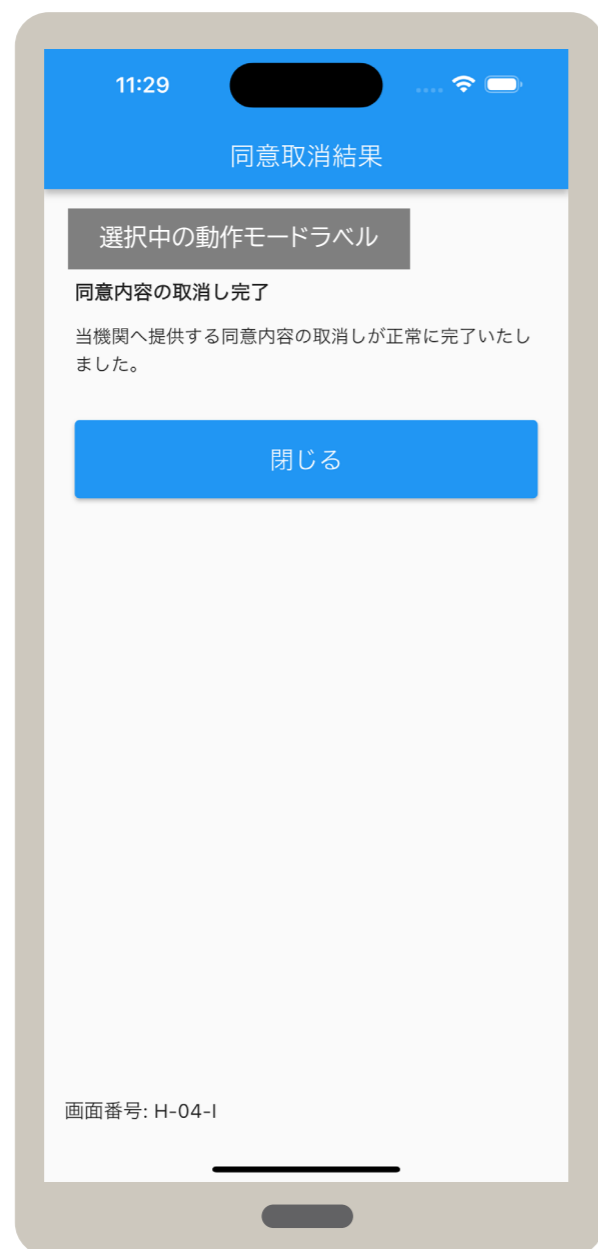 11:29
同意取消結果
選択中の動作モードラベル
同意内容の取消し完了
当機関へ提供する同意内容の取消しが正常に完了いたし
ました。
閉じる
画面番号: H-04-I